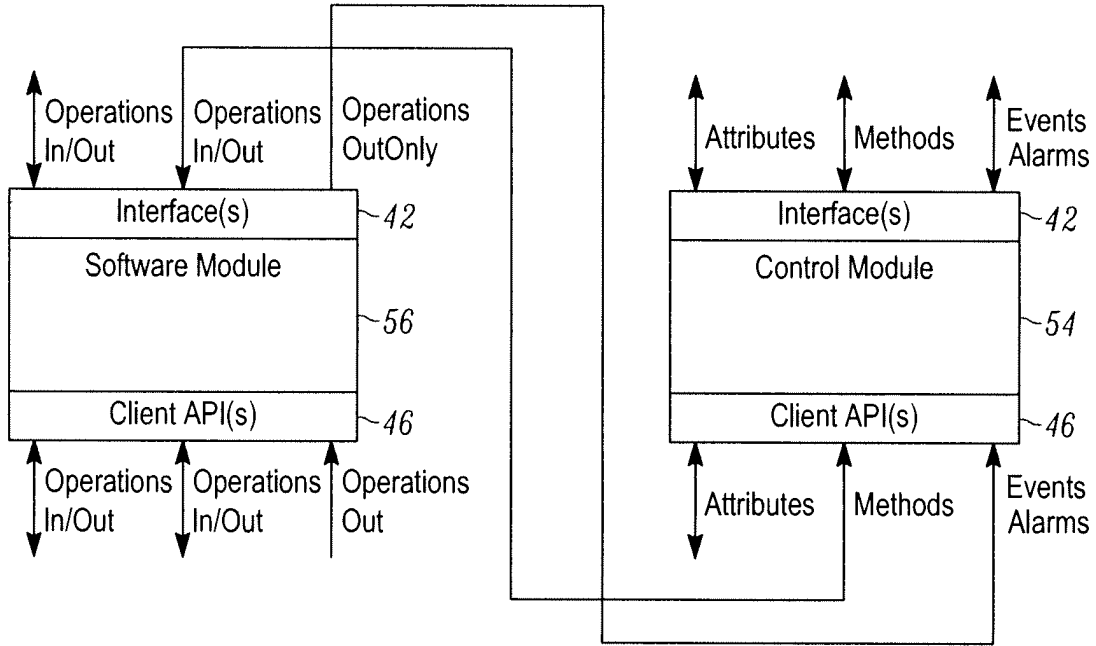 Operations
In/Out
Operations
In/Out
Operations
OutOnly
Interface(s)
42
Software Module
56
Client API(s)
46
Operations
In/Out
Operations
In/Out
Operations
Out
Attributes
Methods
Events
Alarms
Interface(s)
42
Control Module
54
Client API(s)
46
Attributes
Methods
Events
Alarms